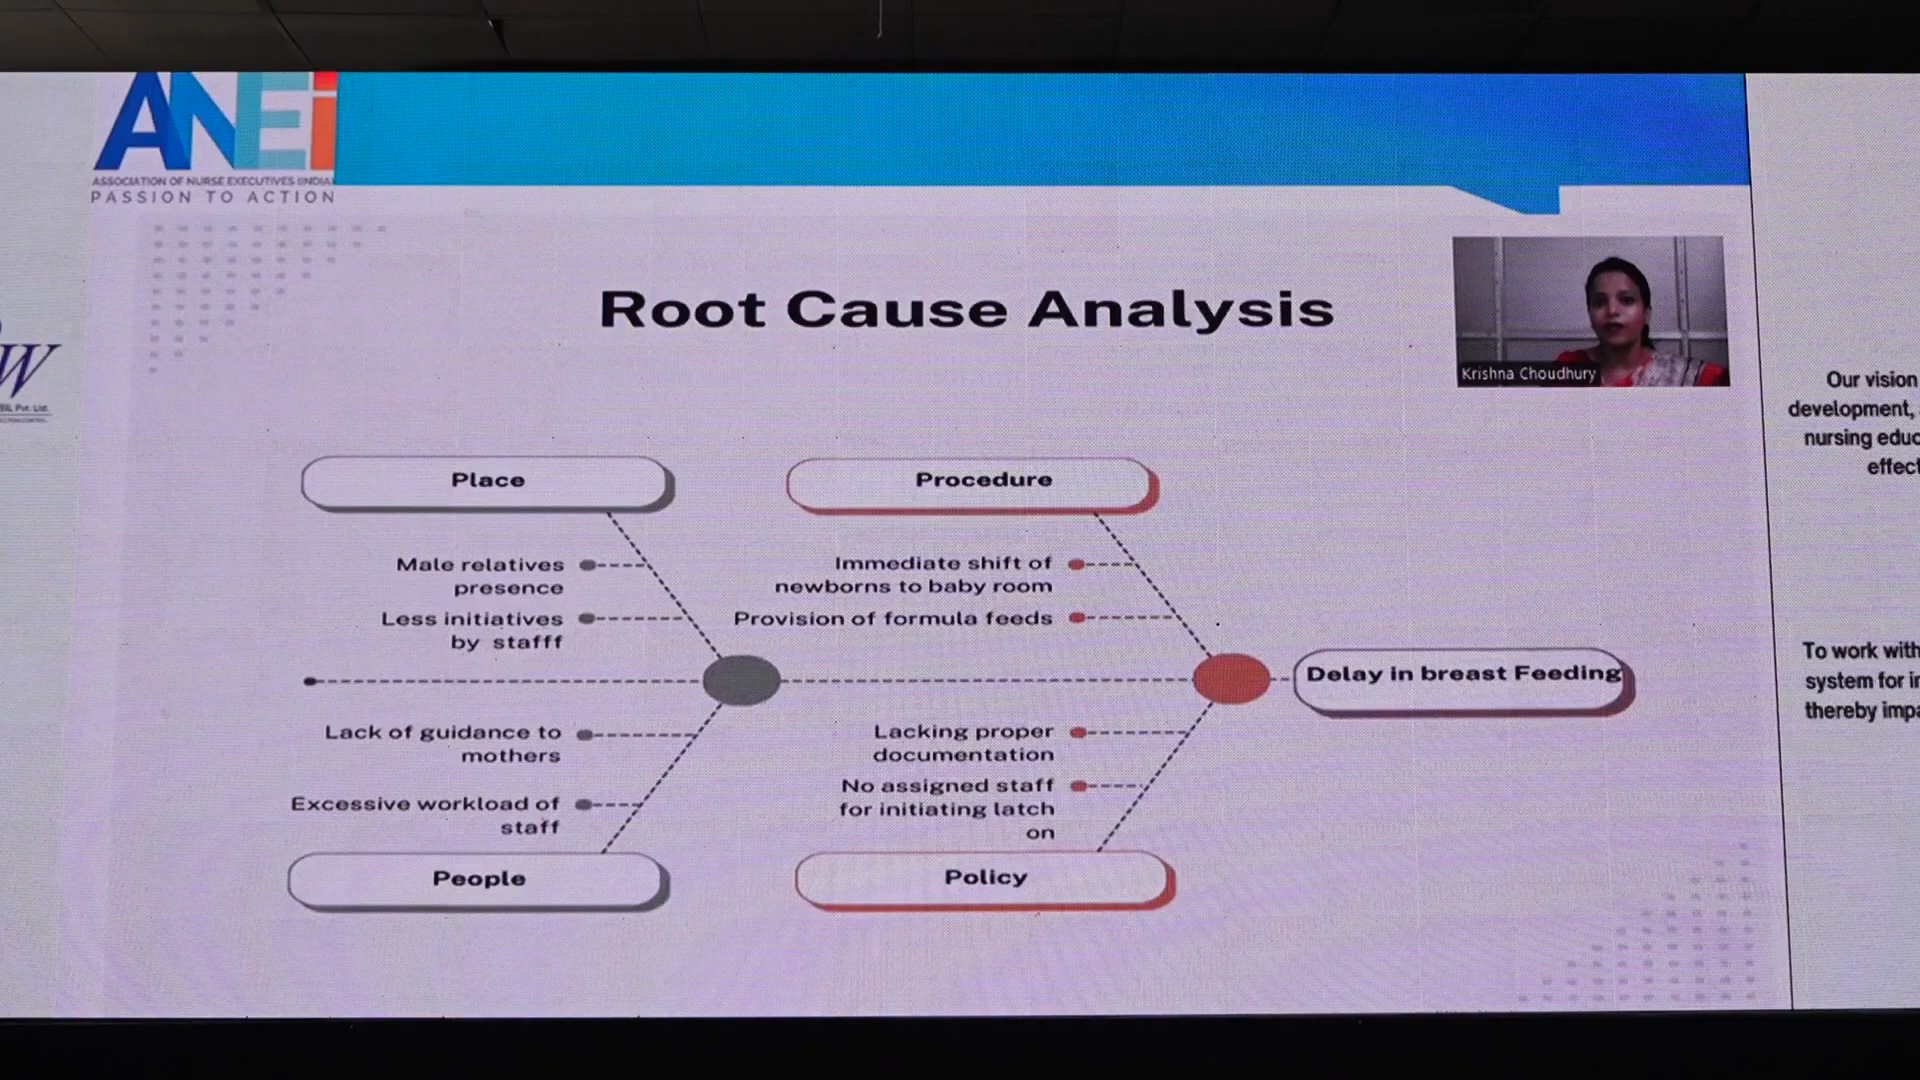 ANEi
ASSOCIATION OF NURSE EXECUTIVES (INDIA)
PASSION TO ACTION
Root Cause Analysis
Krishna Choudhury
W
Pvt. Ltd.
Our vision
development,
nursing educ
effect
To work with
system for in
thereby impa
Place
Male relatives
presence
Less initiatives
by stafff
Procedure
Immediate shift of
newborns to baby room
Provision of formula feeds
Delay in breast Feeding
Lack of guidance to
mothers
Excessive workload of
staff
People
Lacking proper
documentation
No assigned staff
for initiating latch
on
Policy